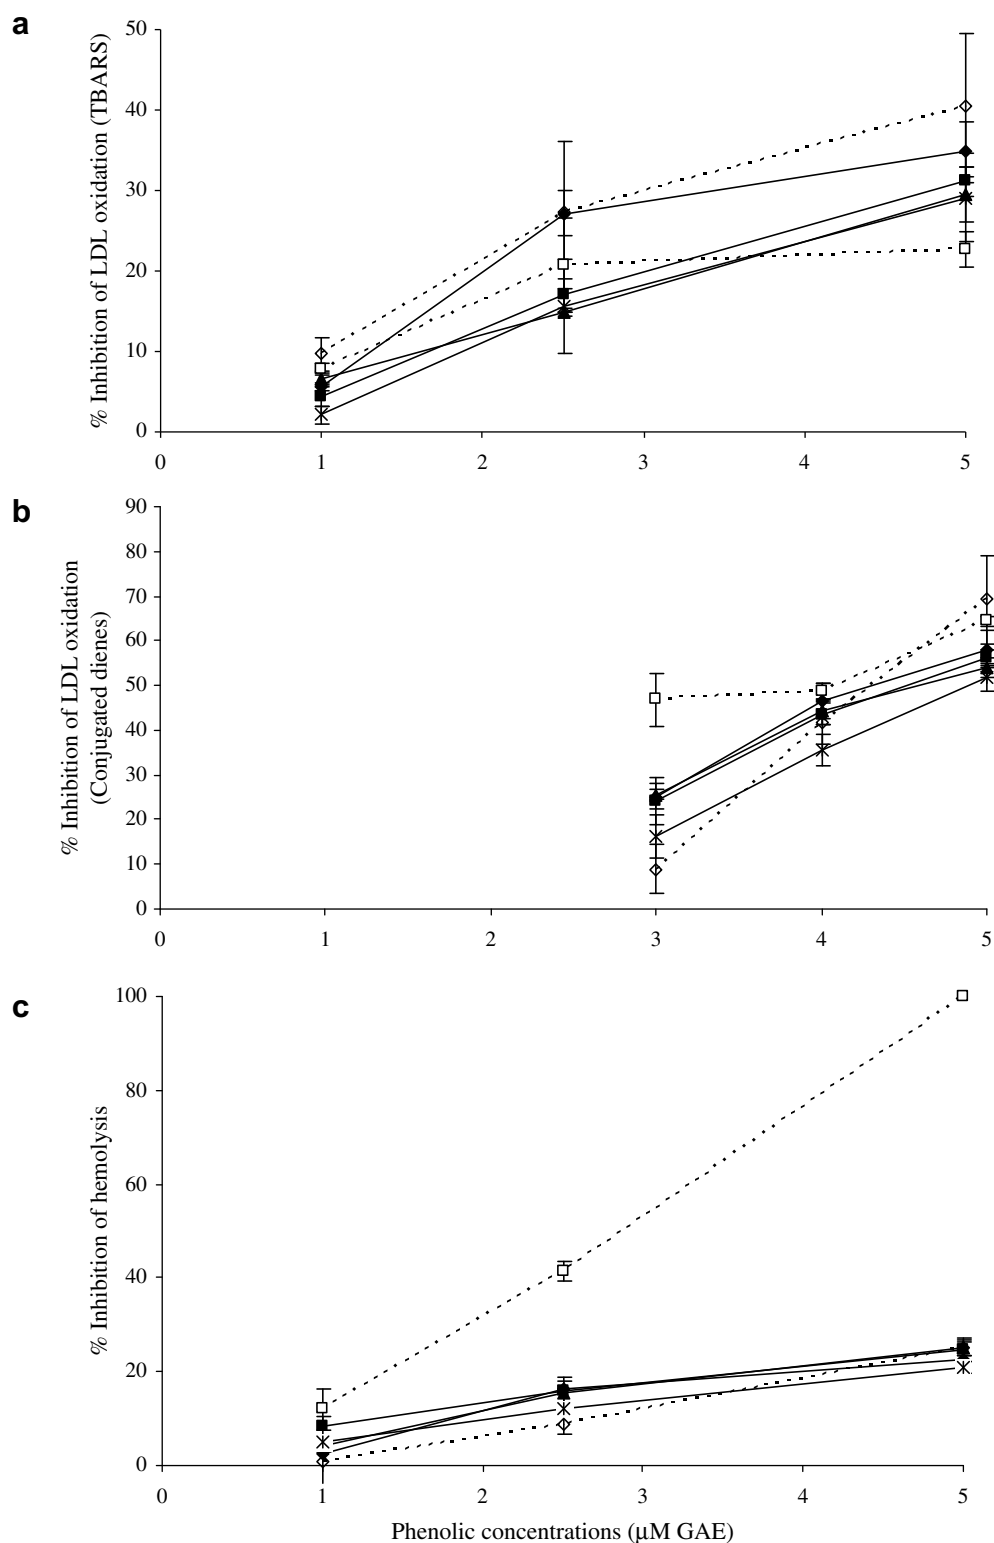 a
% Inhibition of LDL oxidation (TBARS)
50
40
30
20
10
0
0 1 2 3 4 5
b
% Inhibition of LDL oxidation
(Conjugated dienes)
90
80
70
60
50
40
30
20
10
0
0 1 2 3 4 5
c
% Inhibition of hemolysis
100
80
60
40
20
0
0 1 2 3 4 5
Phenolic concentrations (μM GAE)